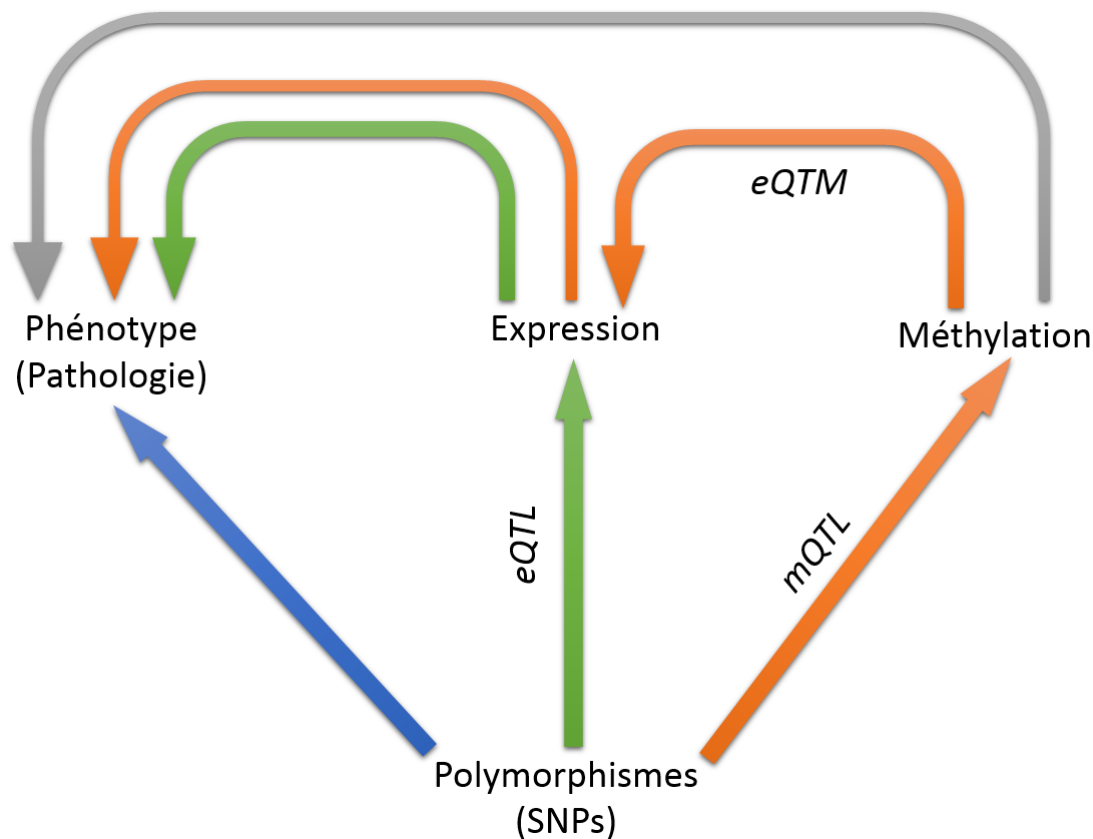 eQTM
Phénotype
(Pathologie)
Expression
Méthylation
eQTL
mQTL
Polymorphismes
(SNPs)